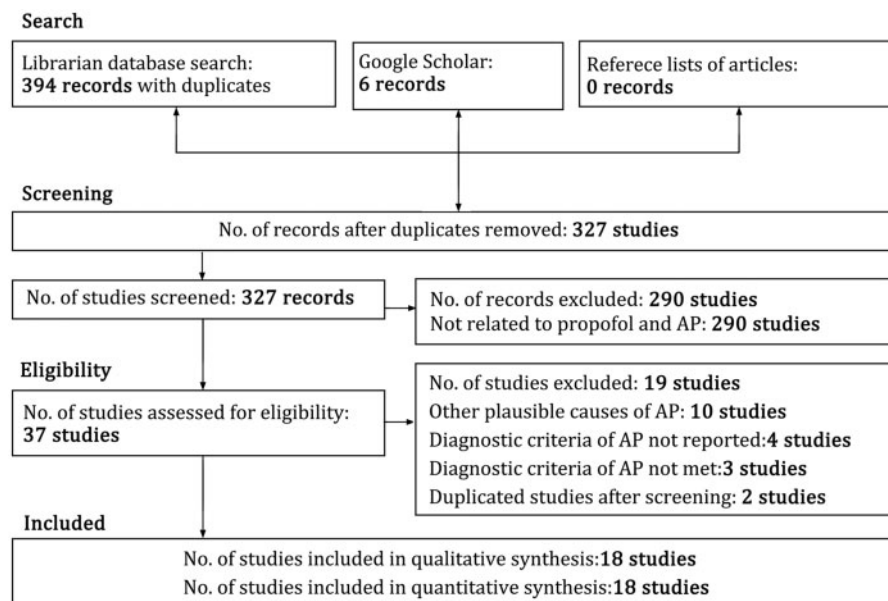 Search
Librarian database search:
394 records with duplicates
Google Scholar:
6 records
Referece lists of articles:
0 records
Screening
No. of records after duplicates removed: 327 studies
No. of studies screened: 327 records
No. of records excluded: 290 studies
Not related to propofol and AP: 290 studies
Eligibility
No. of studies assessed for eligibility:
37 studies
No. of studies excluded: 19 studies
Other plausible causes of AP: 10 studies
Diagnostic criteria of AP not reported:4 studies
Diagnostic criteria of AP not met:3 studies
Duplicated studies after screening: 2 studies
Included
No. of studies included in qualitative synthesis:18 studies
No. of studies included in quantitative synthesis:18 studies